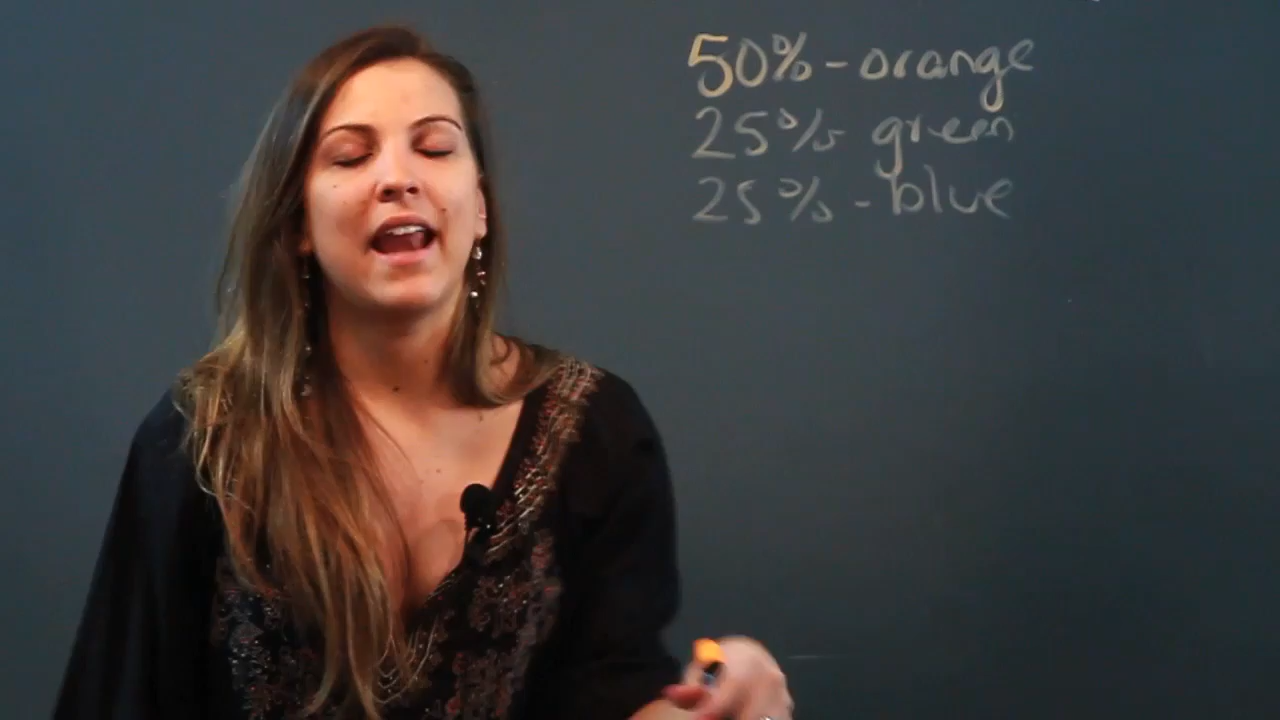 50% - orange
25% - green
25% - blue